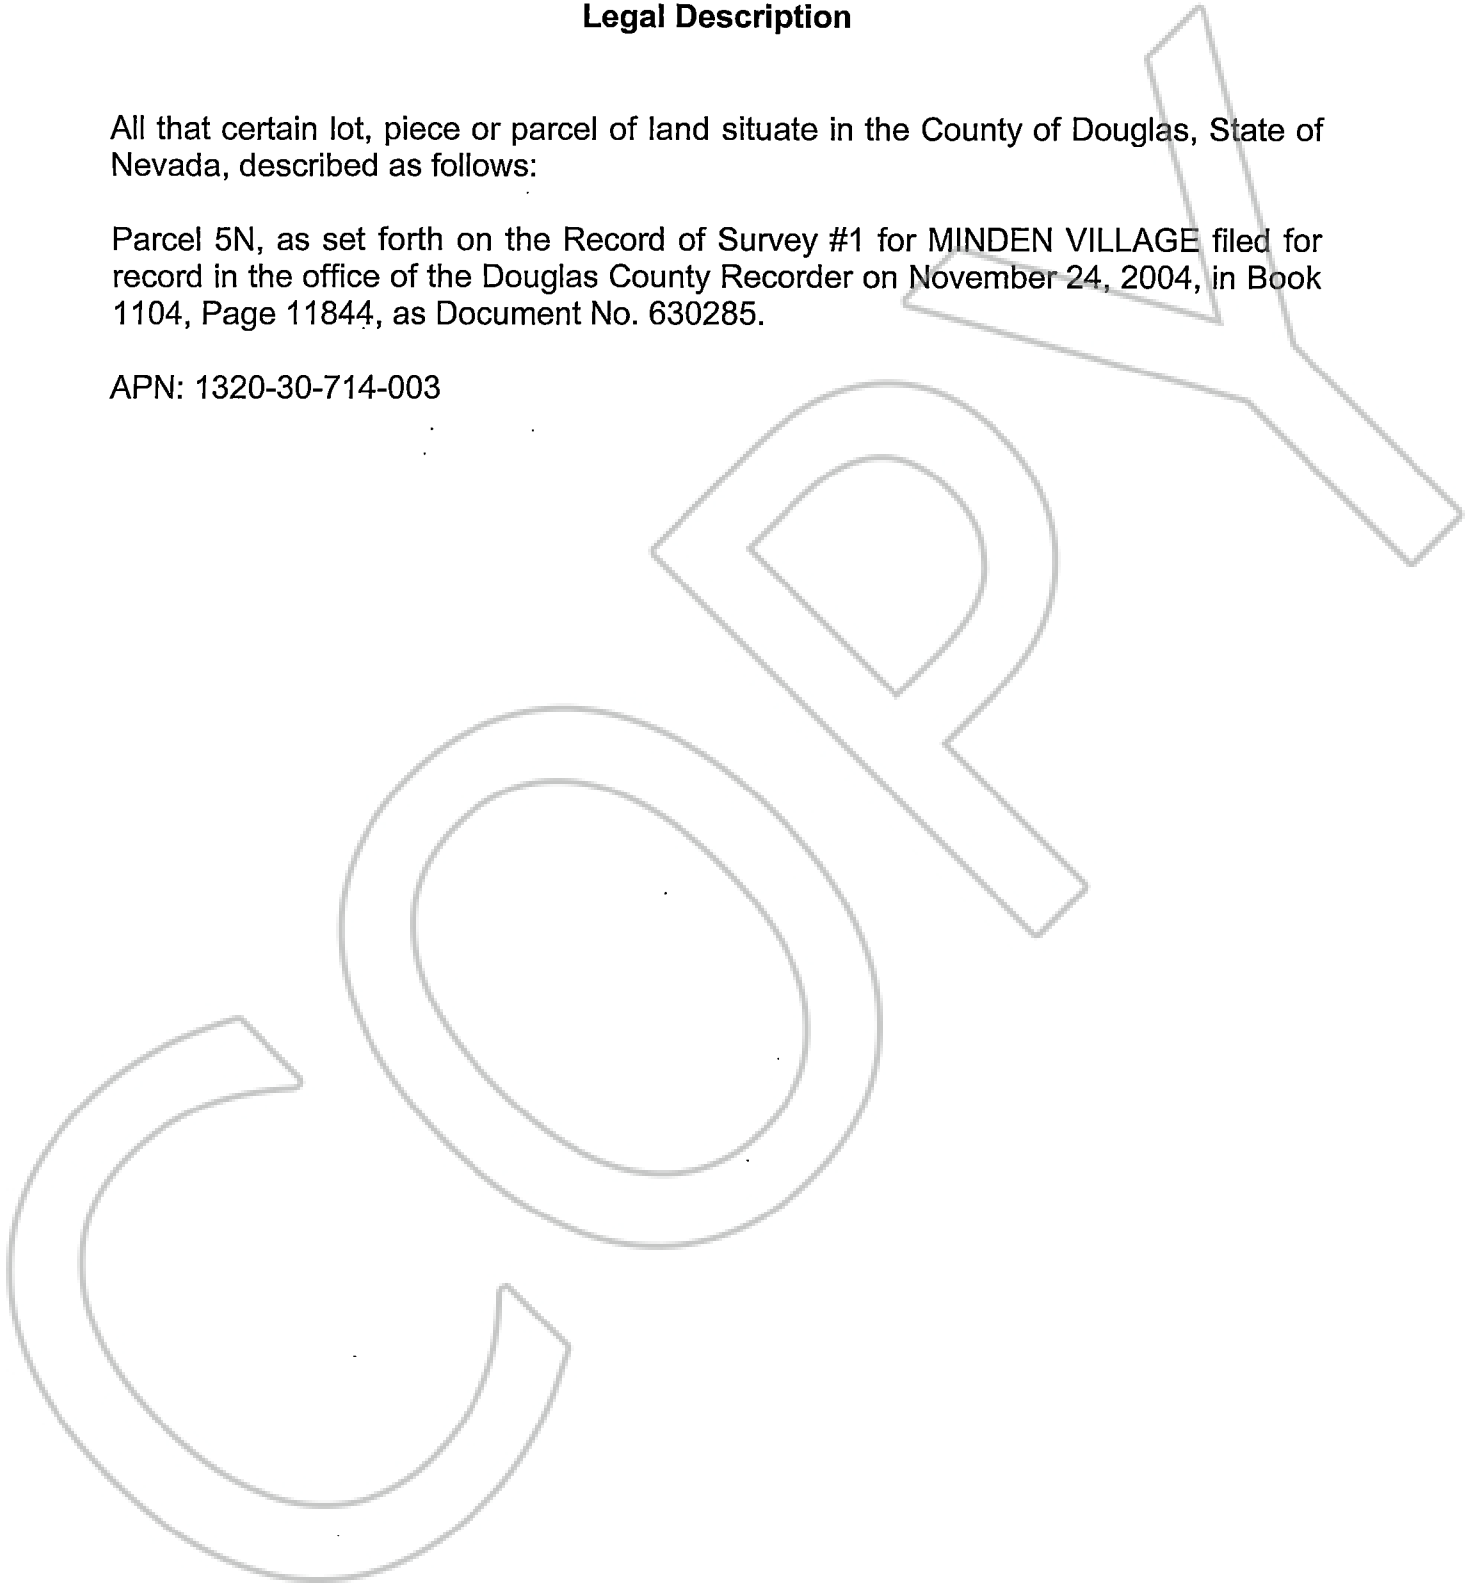 Legal Description
All that certain lot, piece or parcel of land situate in the County of Douglas, State of
Nevada, described as follows:
Parcel 5N, as set forth on the Record of Survey #1 for MINDEN VILLAGE filed for
record in the office of the Douglas County Recorder on November 24, 2004, in Book
1104, Page 11844, as Document No. 630285.
APN: 1320-30-714-003
COPY